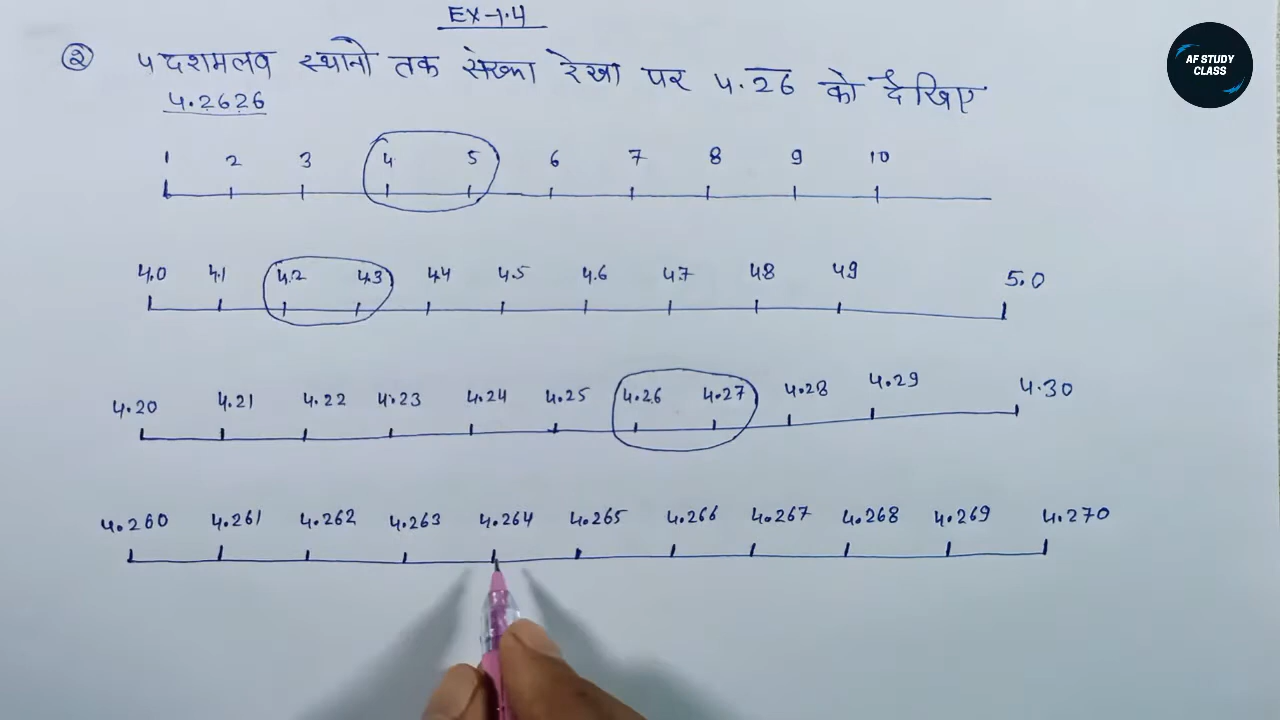 EX-1.4
AF STUDY
CLASS
② 4 दशमलव स्थानों तक संख्या रेखा पर 4.2̅6̅ को देखिए
4.2626
1 2 3 4 5 6 7 8 9 10
4.0 4.1 4.2 4.3 4.4 4.5 4.6 4.7 4.8 4.9 5.0
4.20 4.21 4.22 4.23 4.24 4.25 4.26 4.27 4.28 4.29 4.30
4.260 4.261 4.262 4.263 4.264 4.265 4.266 4.267 4.268 4.269 4.270